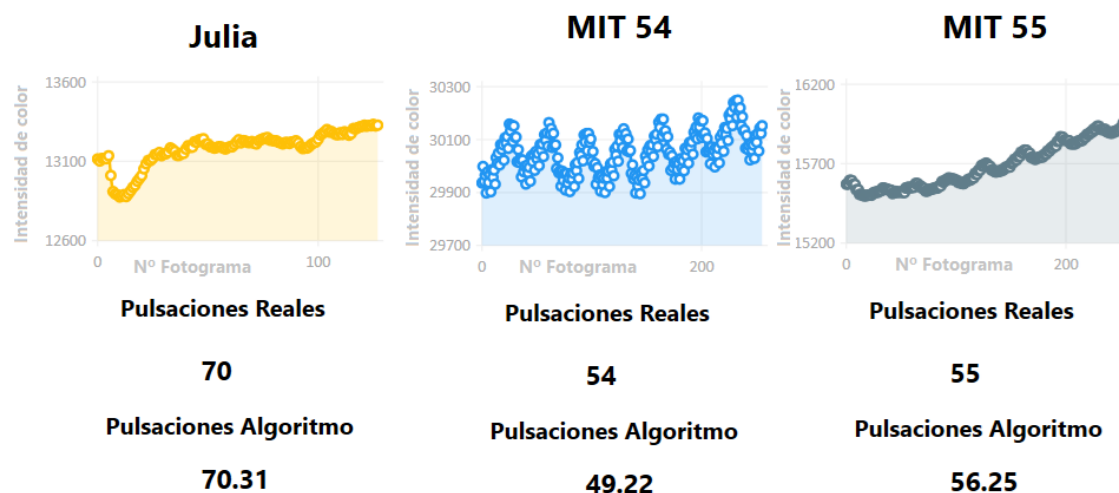 Julia
Intensidad de color
13600
13100
12600
0
100
Nº Fotograma
Pulsaciones Reales
70
Pulsaciones Algoritmo
70.31
MIT 54
Intensidad de color
30300
30100
29900
29700
0
200
Nº Fotograma
Pulsaciones Reales
54
Pulsaciones Algoritmo
49.22
MIT 55
Intensidad de color
16200
15700
15200
0
200
Nº Fotograma
Pulsaciones Reales
55
Pulsaciones Algoritmo
56.25